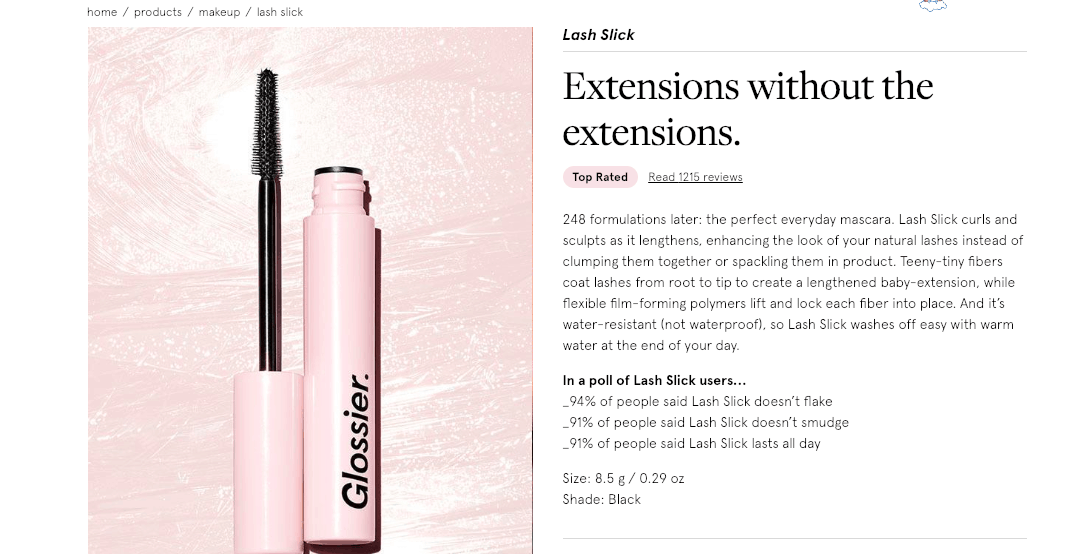 home / products / makeup / lash slick
Lash Slick
Extensions without the
extensions.
Top Rated Read 1215 reviews
248 formulations later: the perfect everyday mascara. Lash Slick curls and
sculpts as it lengthens, enhancing the look of your natural lashes instead of
clumping them together or spackling them in product. Teeny-tiny fibers
coat lashes from root to tip to create a lengthened baby-extension, while
flexible film-forming polymers lift and lock each fiber into place. And it’s
water-resistant (not waterproof), so Lash Slick washes off easy with warm
water at the end of your day.
In a poll of Lash Slick users...
_94% of people said Lash Slick doesn’t flake
_91% of people said Lash Slick doesn’t smudge
_91% of people said Lash Slick lasts all day
Size: 8.5 g / 0.29 oz
Shade: Black
Glossier.